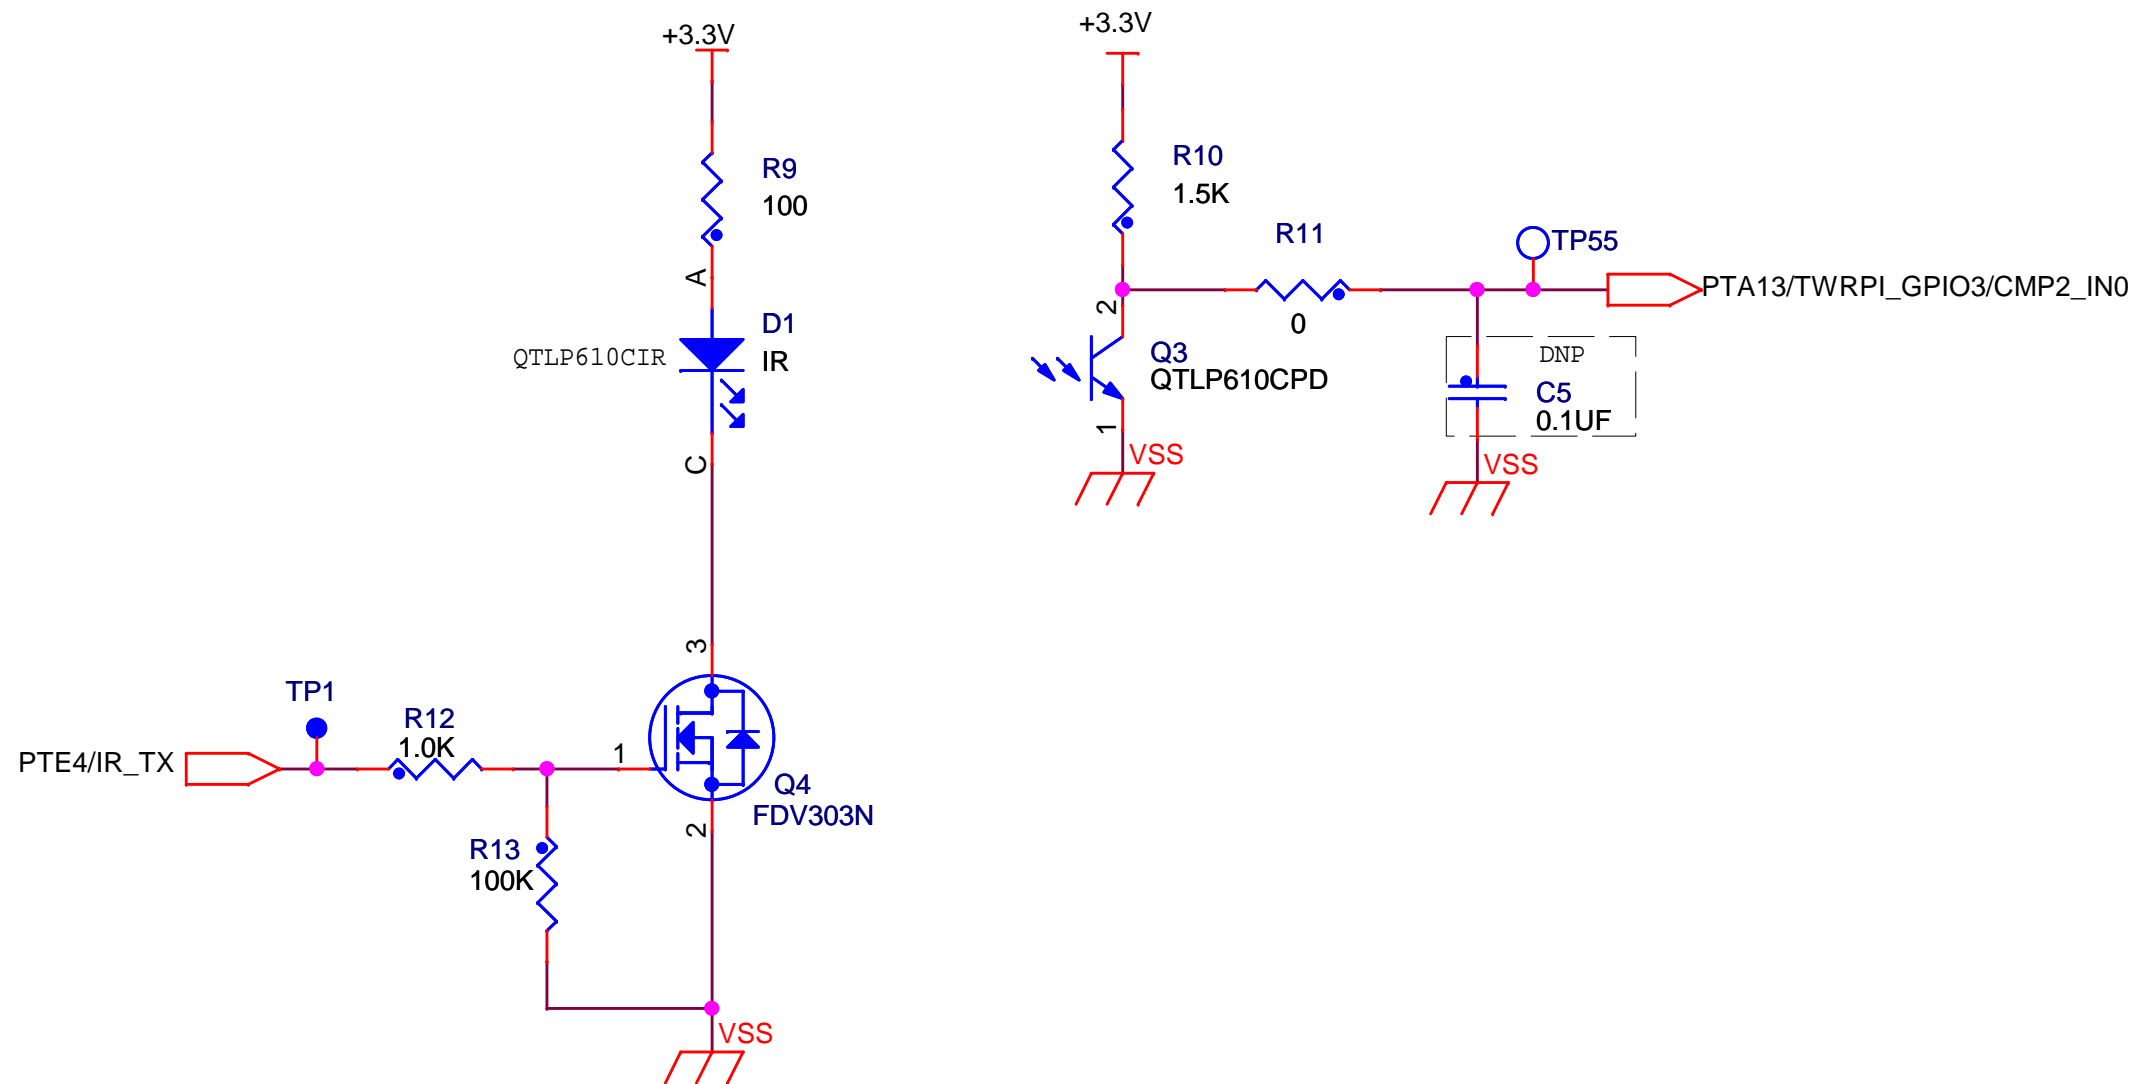 +3.3V
R9
100
A
D1
IR
QTLP610CIR
C
3
TP1
R12
1.0K
PTE4/IR_TX
1
Q4
FDV303N
2
R13
100K
VSS
+3.3V
R10
1.5K
R11
0
TP55
PTA13/TWRPI_GPIO3/CMP2_IN0
2
Q3
QTLP610CPD
1
VSS
DNP
C5
0.1UF
VSS